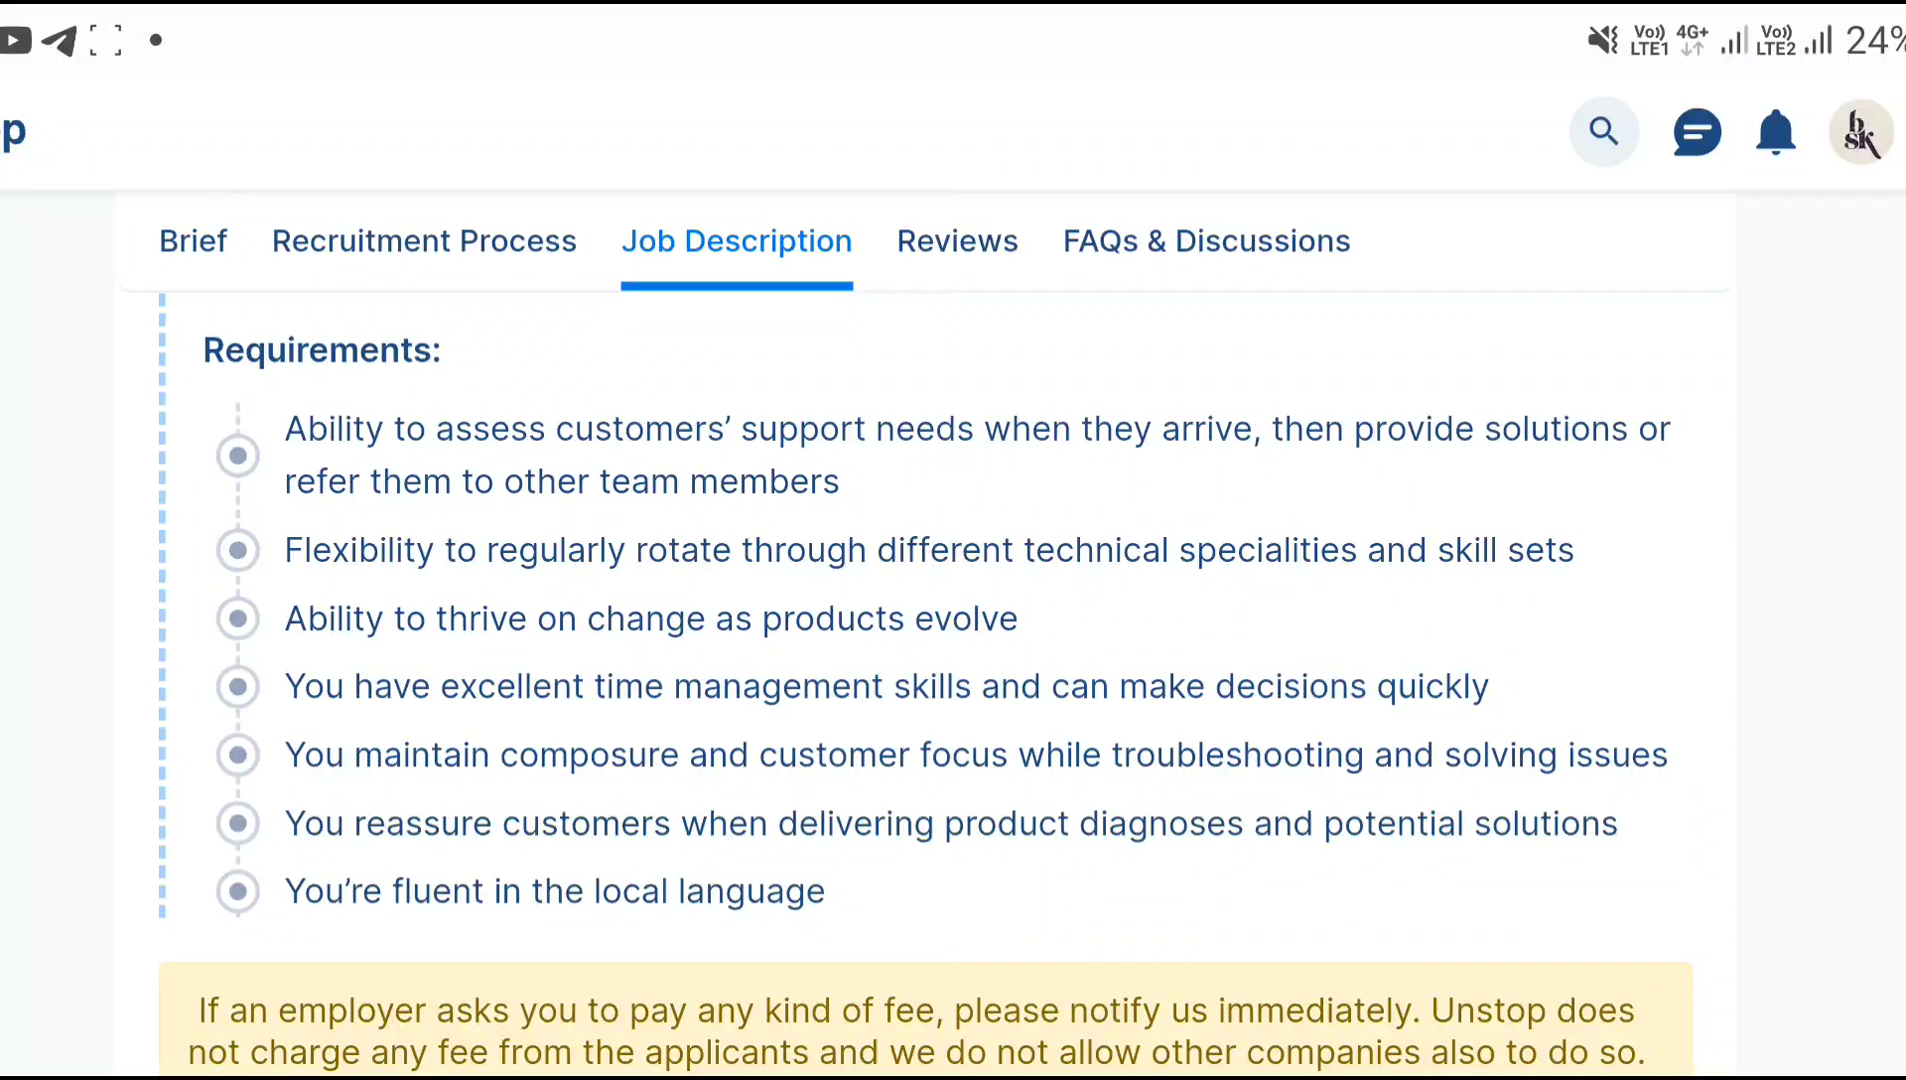 Vo)) 4G+ Vo)) 24%
LTE1 LTE2
p
b
sk
Brief Recruitment Process Job Description Reviews FAQs & Discussions
Requirements:
Ability to assess customers’ support needs when they arrive, then provide solutions or
refer them to other team members
Flexibility to regularly rotate through different technical specialities and skill sets
Ability to thrive on change as products evolve
You have excellent time management skills and can make decisions quickly
You maintain composure and customer focus while troubleshooting and solving issues
You reassure customers when delivering product diagnoses and potential solutions
You’re fluent in the local language
If an employer asks you to pay any kind of fee, please notify us immediately. Unstop does
not charge any fee from the applicants and we do not allow other companies also to do so.